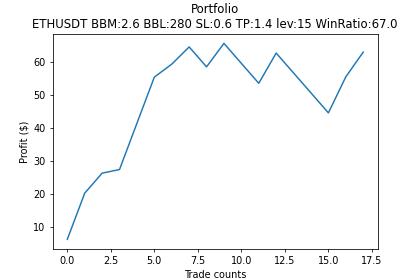 Portfolio
ETHUSDT BBM:2.6 BBL:280 SL:0.6 TP:1.4 lev:15 WinRatio:67.0
Profit ($)
60
50
40
30
20
10
0.0 2.5 5.0 7.5 10.0 12.5 15.0 17.5
Trade counts